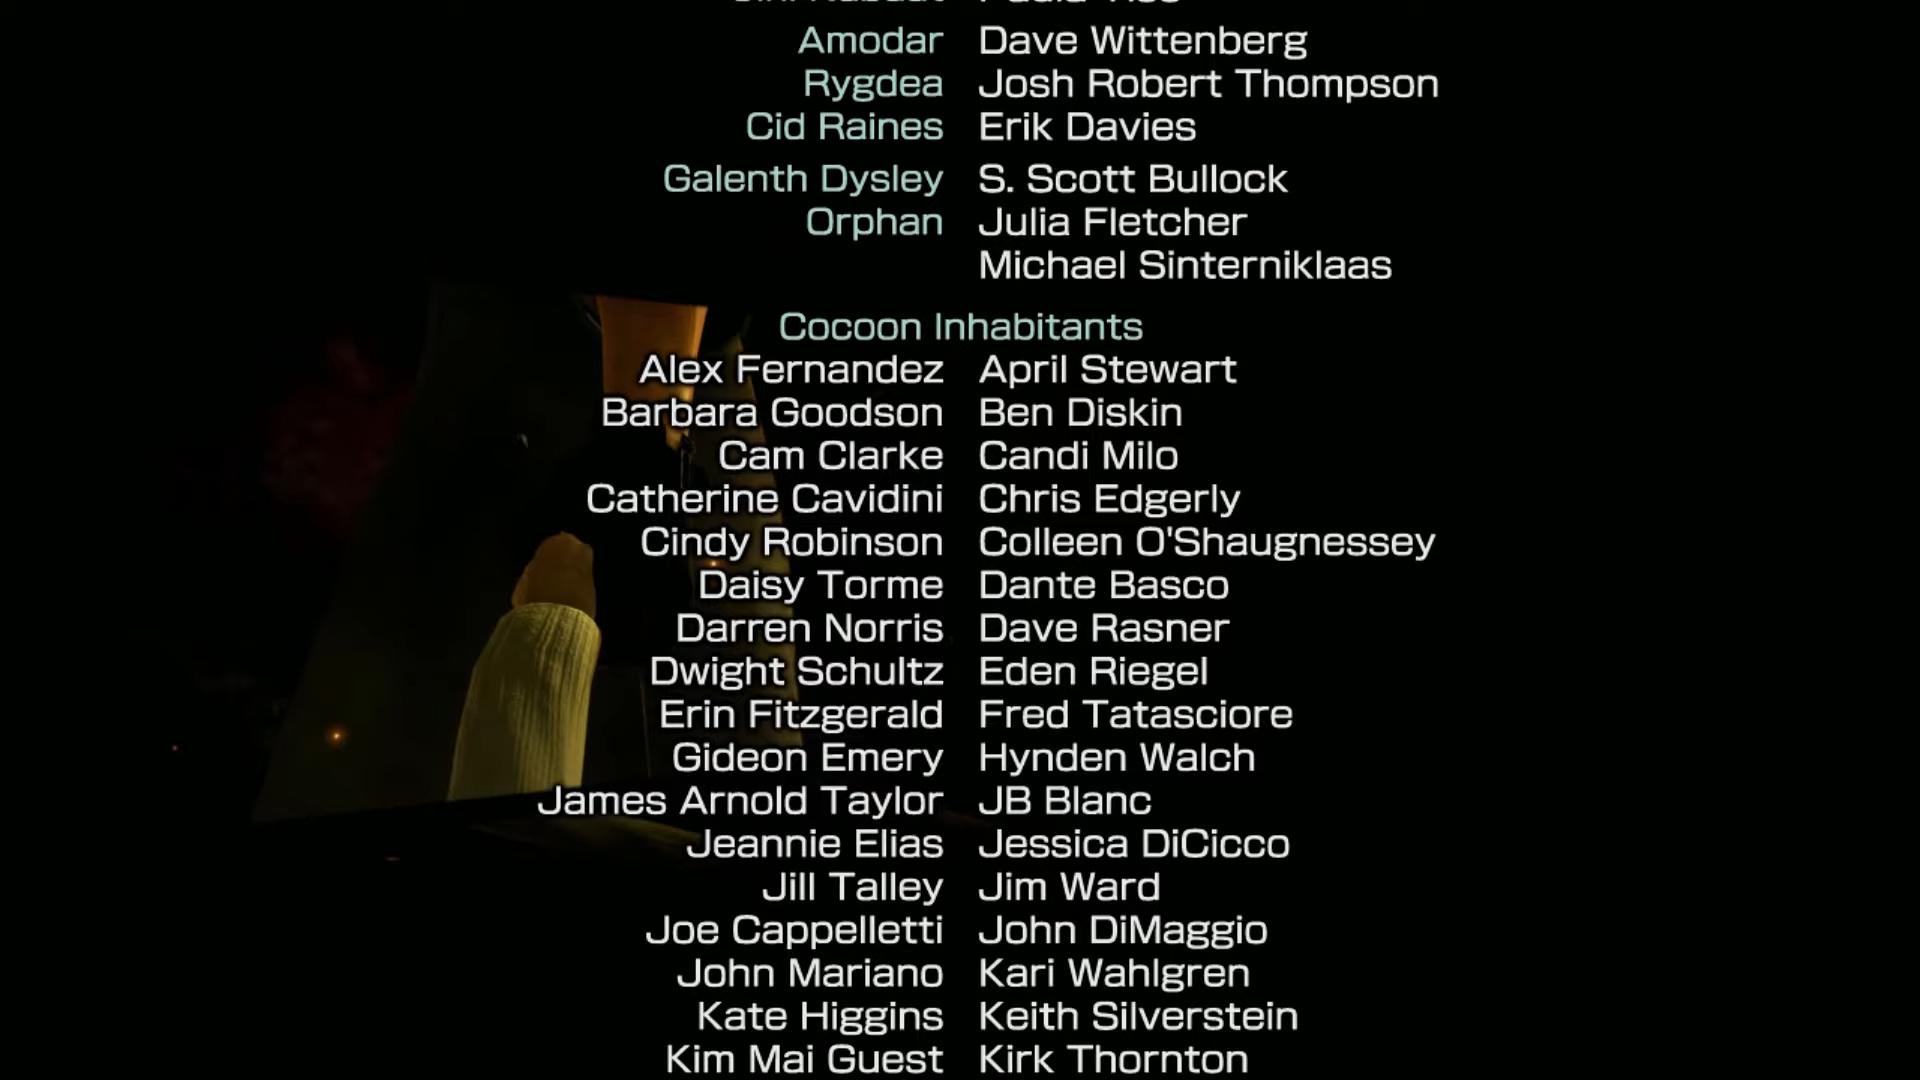 Amodar Dave Wittenberg
Rygdea Josh Robert Thompson
Cid Raines Erik Davies
Galenth Dysley S. Scott Bullock
Orphan Julia Fletcher
Michael Sinterniklaas
Cocoon Inhabitants
Alex Fernandez April Stewart
Barbara Goodson Ben Diskin
Cam Clarke Candi Milo
Catherine Cavidini Chris Edgerly
Cindy Robinson Colleen O'Shaugnessey
Daisy Torme Dante Basco
Darren Norris Dave Rasner
Dwight Schultz Eden Riegel
Erin Fitzgerald Fred Tatasciore
Gideon Emery Hynden Walch
James Arnold Taylor JB Blanc
Jeannie Elias Jessica DiCicco
Jill Talley Jim Ward
Joe Cappelletti John DiMaggio
John Mariano Kari Wahlgren
Kate Higgins Keith Silverstein
Kim Mai Guest Kirk Thornton